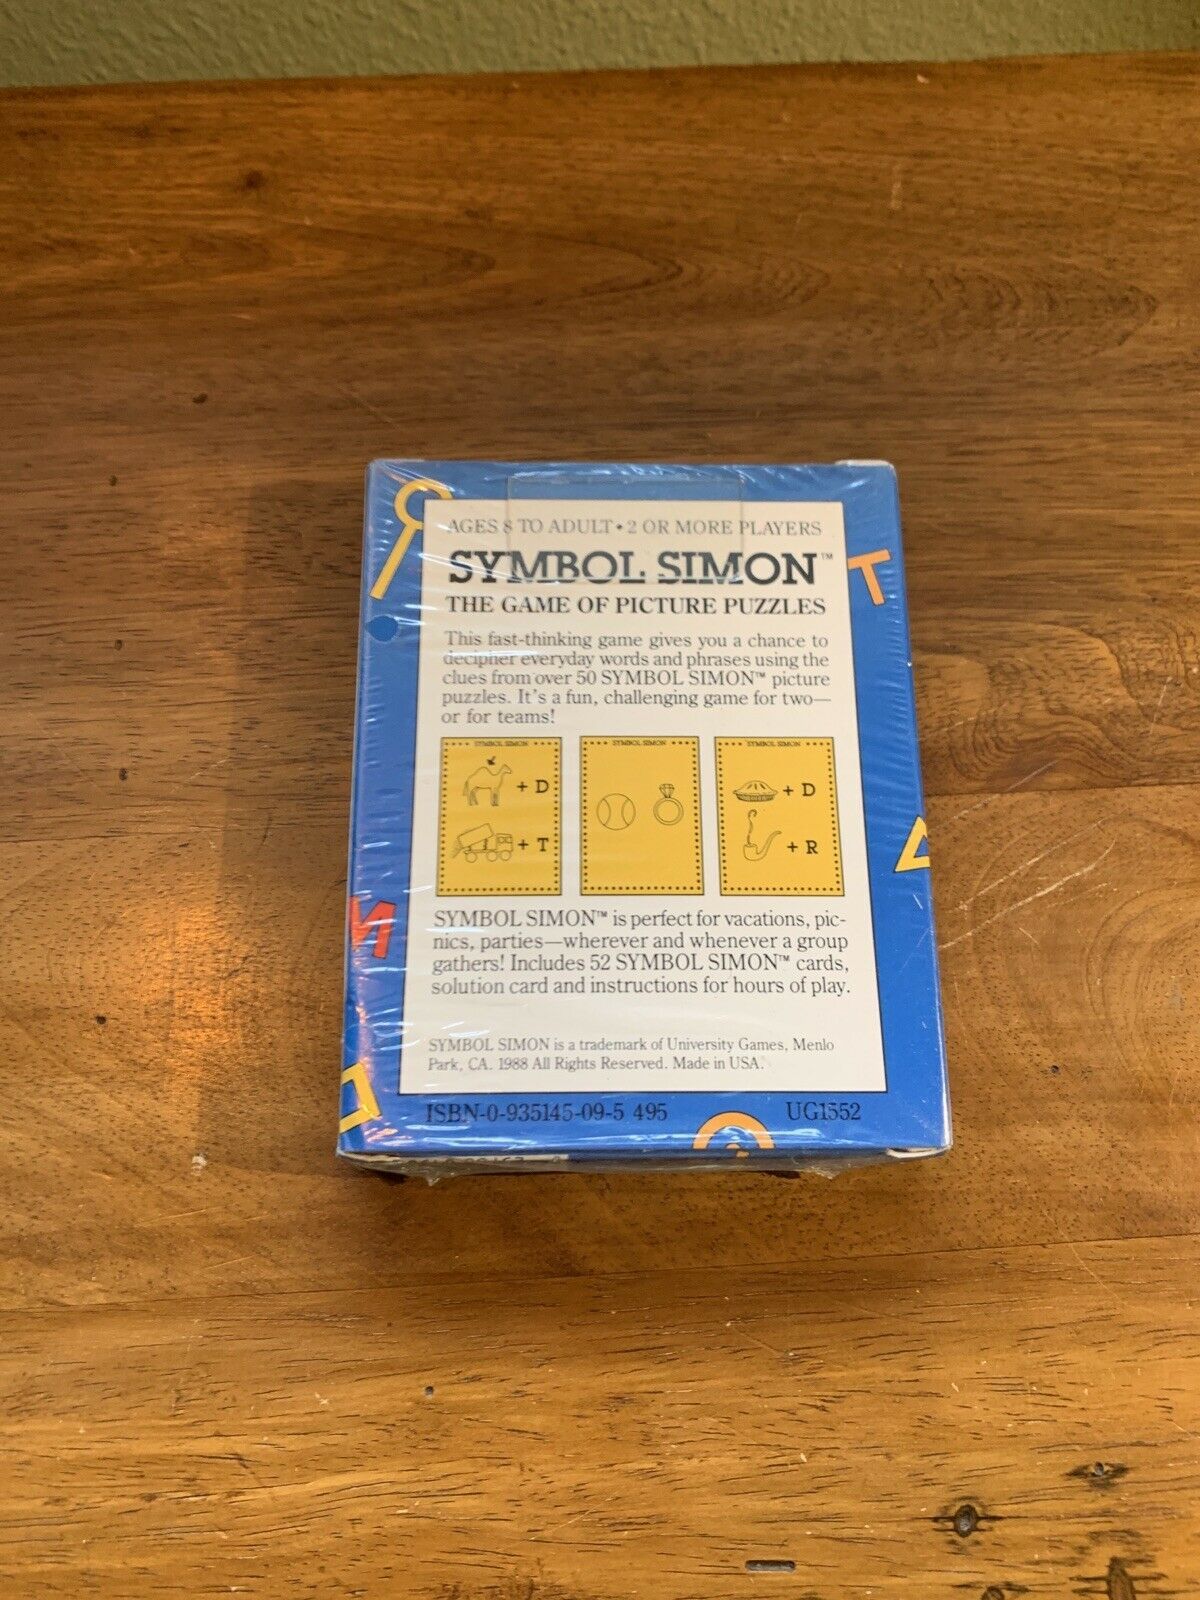 AGES 8 TO ADULT • 2 OR MORE PLAYERS
SYMBOL SIMON™
THE GAME OF PICTURE PUZZLES
This fast-thinking game gives you a chance to
decipher everyday words and phrases using the
clues from over 50 SYMBOL SIMON™ picture
puzzles. It's a fun, challenging game for two—
or for teams!
SYMBOL SIMON
+ D
+ T
SYMBOL SIMON
SYMBOL SIMON
+ D
+ R
SYMBOL SIMON™ is perfect for vacations, pic-
nics, parties—wherever and whenever a group
gathers! Includes 52 SYMBOL SIMON™ cards,
solution card and instructions for hours of play.
SYMBOL SIMON is a trademark of University Games, Menlo
Park, CA. 1988 All Rights Reserved. Made in USA.
ISBN-0-935145-09-5 495
UG1552
T
M